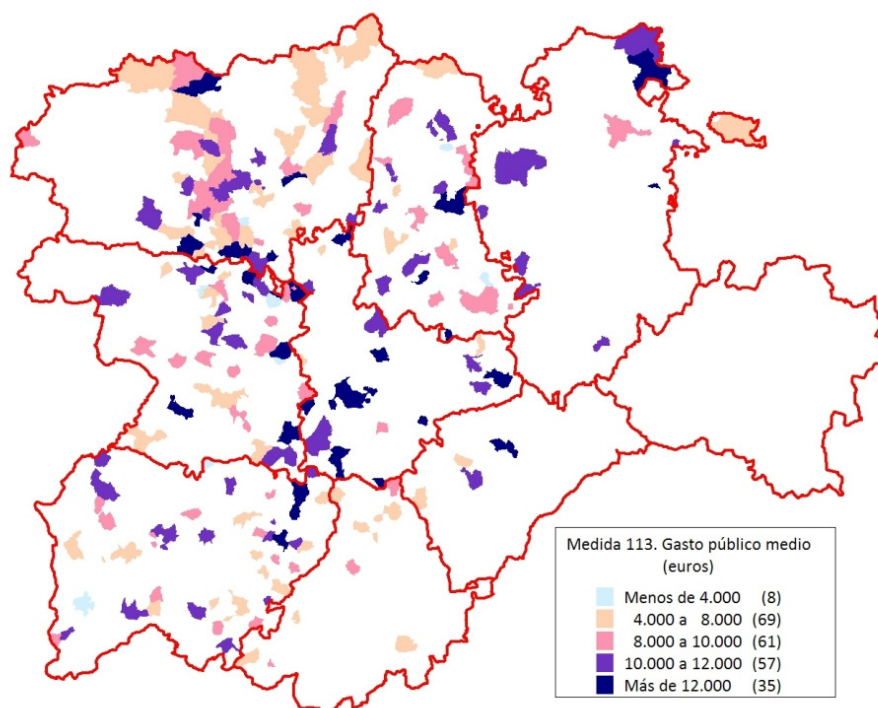 Medida 113. Gasto público medio
(euros)
Menos de 4.000 (8)
4.000 a 8.000 (69)
8.000 a 10.000 (61)
10.000 a 12.000 (57)
Más de 12.000 (35)